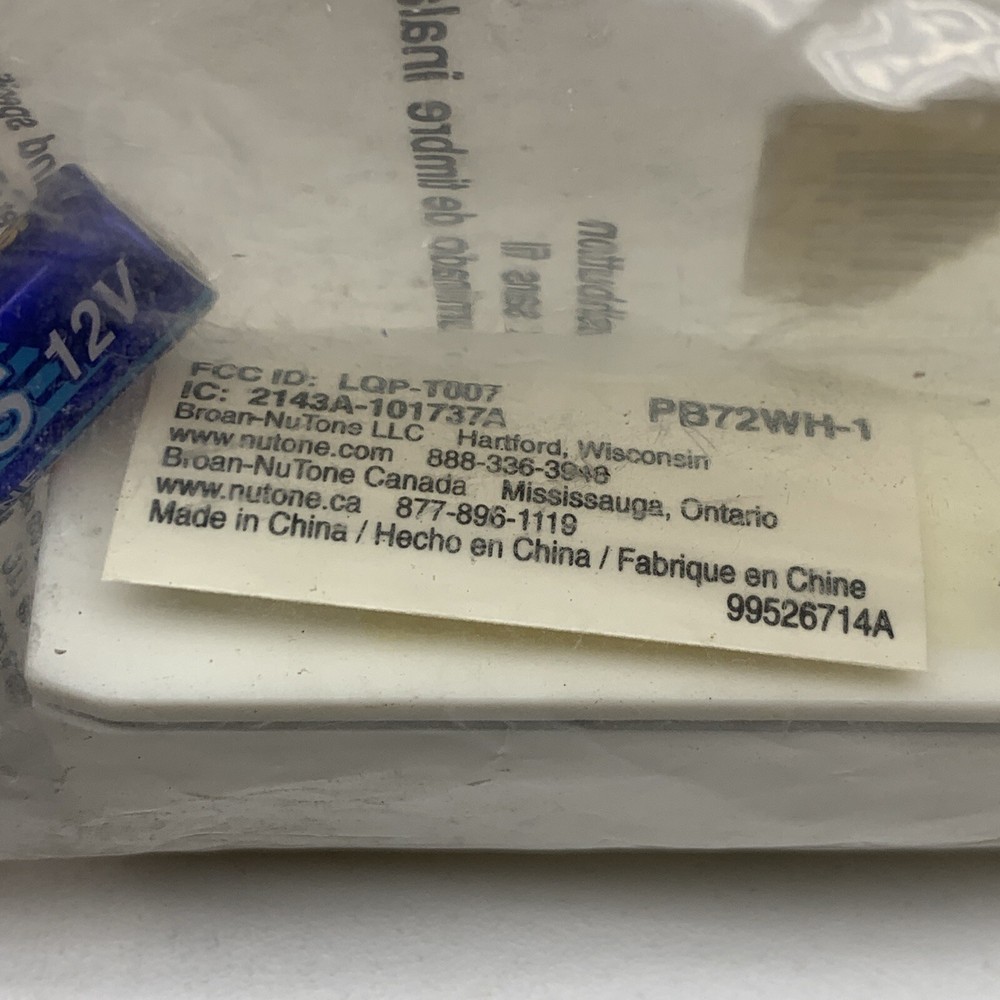 12V
FCC ID: LQP-T007
IC: 2143A-101737A
PB72WH-1
Broan-NuTone LLC Hartford, Wisconsin
www.nutone.com 888-336-3948
Broan-NuTone Canada Mississauga, Ontario
www.nutone.ca 877-896-1119
Made in China / Hecho en China / Fabrique en Chine
99526714A